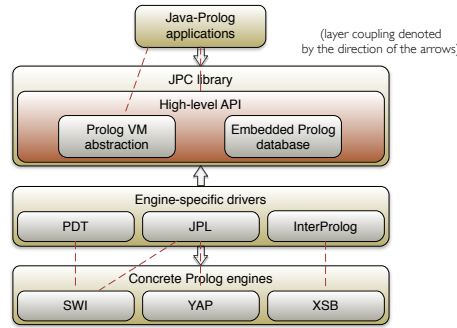 Java-Prolog
applications
(layer coupling denoted
by the direction of the arrows)
JPC library
High-level API
Prolog VM
abstraction
Embedded Prolog
database
Engine-specific drivers
PDT
JPL
InterProlog
Concrete Prolog engines
SWI
YAP
XSB